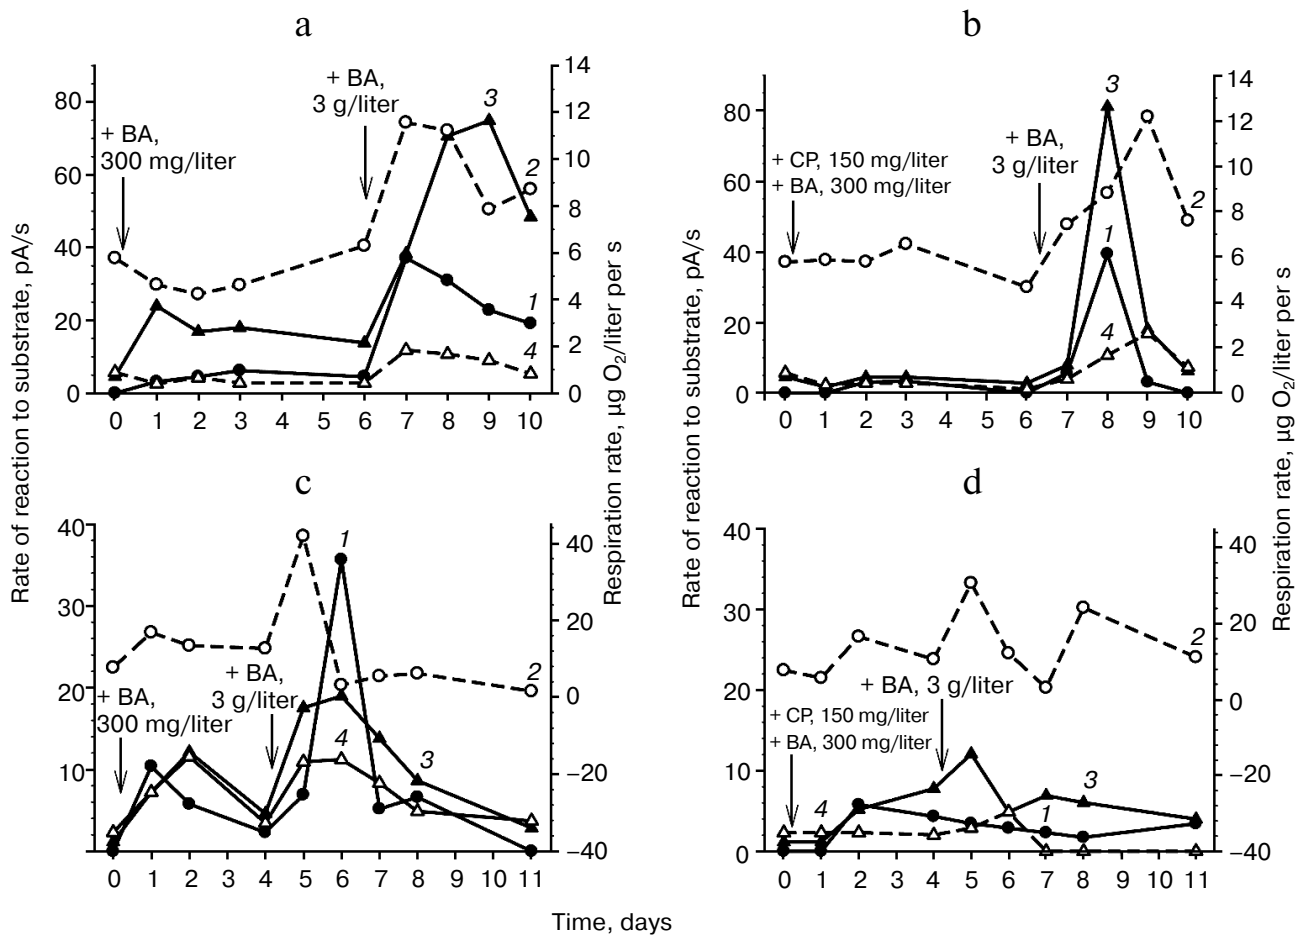 a
b
Rate of reaction to substrate, pA/s
80
60
40
20
0
+ BA,
300 mg/liter
+ BA,
3 g/liter
3
2
1
4
14
12
10
8
6
4
2
0
Respiration rate, µg O₂/liter per s
0 1 2 3 4 5 6 7 8 9 10
Rate of reaction to substrate, pA/s
80
60
40
20
0
+ CP, 150 mg/liter
+ BA, 300 mg/liter
+ BA,
3 g/liter
3
2
1
4
14
12
10
8
6
4
2
0
Respiration rate, µg O₂/liter per s
0 1 2 3 4 5 6 7 8 9 10
c
d
40
30
20
10
+ BA,
300 mg/liter
+ BA,
3 g/liter
1
2
4
3
40
20
0
−20
−40
0 1 2 3 4 5 6 7 8 9 10 11
40
30
20
10
0
+ BA, 3 g/liter
+ CP, 150 mg/liter
+ BA, 300 mg/liter
2
4
3
1
40
20
0
−20
−40
0 1 2 3 4 5 6 7 8 9 10 11
Time, days